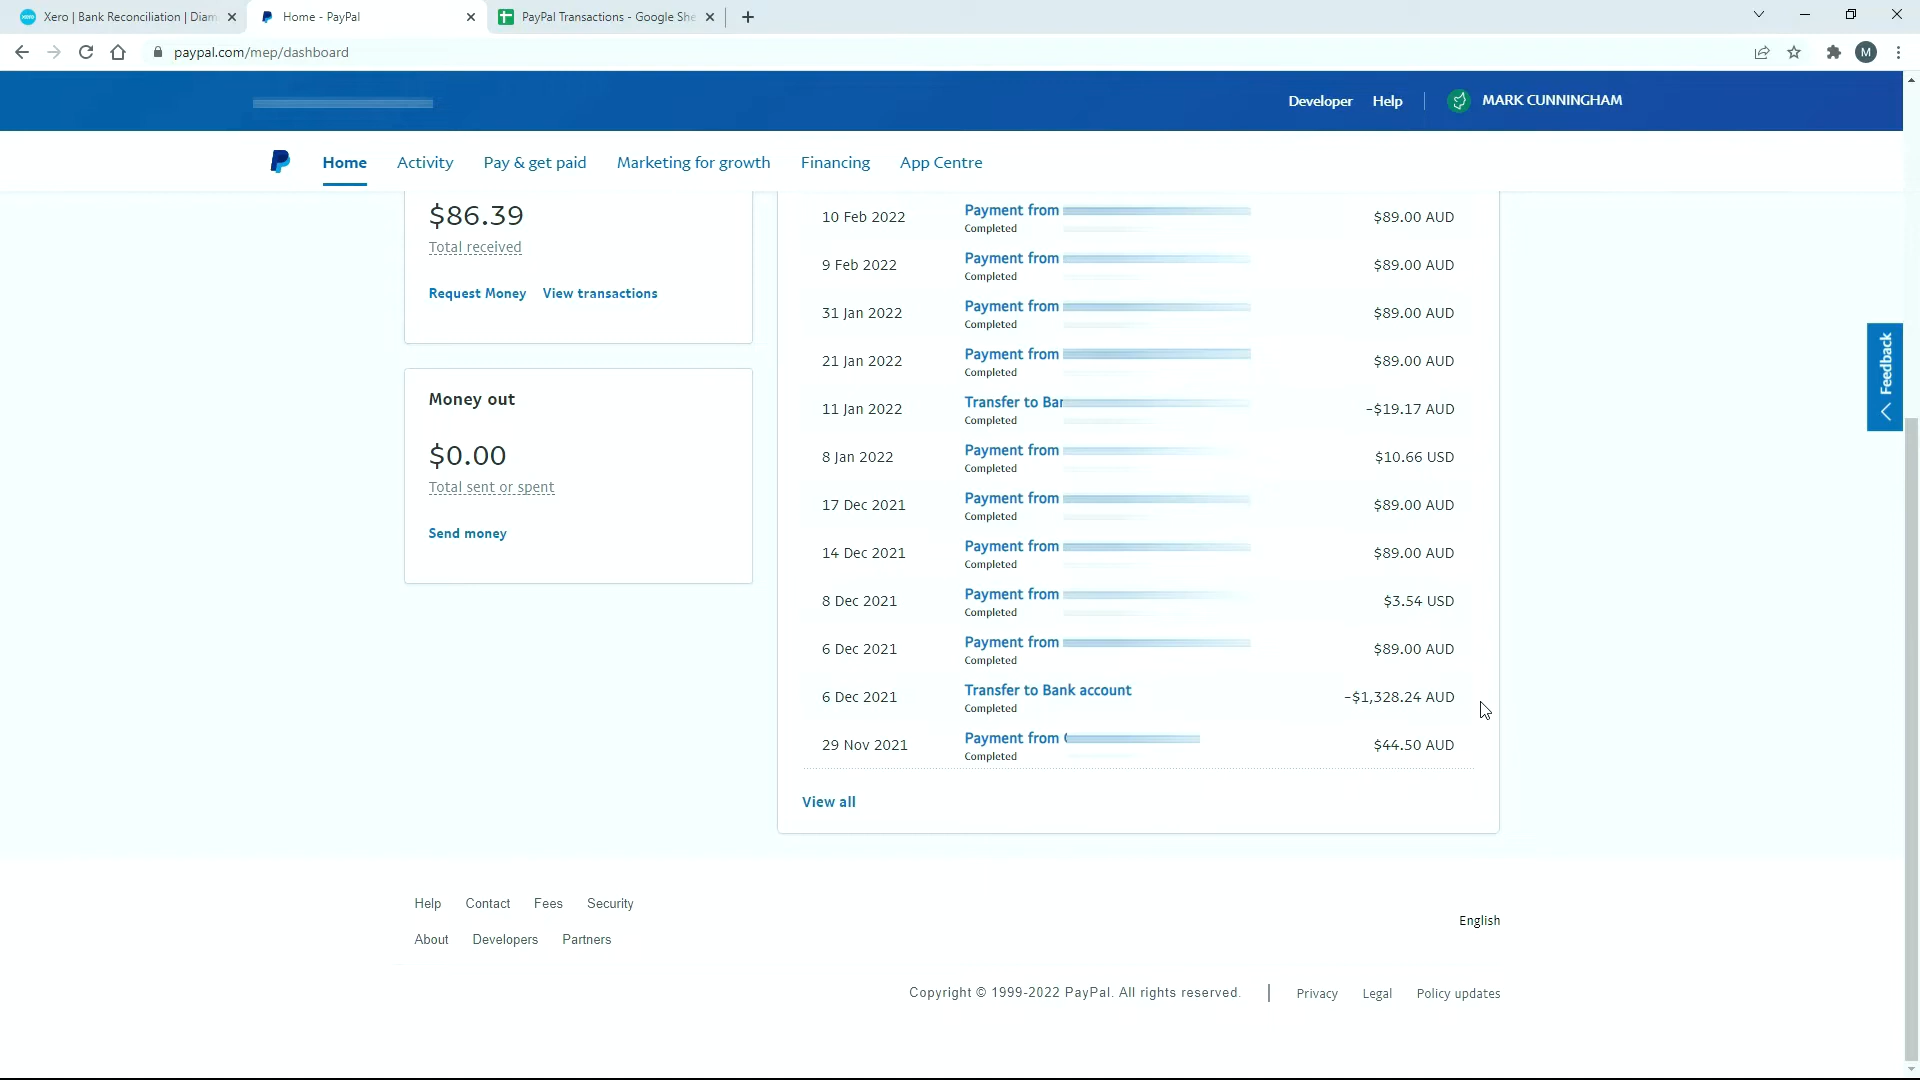 Xero | Bank Reconciliation | Diam
Home - PayPal
PayPal Transactions - Google She
paypal.com/mep/dashboard
M
Developer
Help
MARK CUNNINGHAM
Home
Activity
Pay & get paid
Marketing for growth
Financing
App Centre
$86.39
Total received
Request Money
View transactions
Money out
$0.00
Total sent or spent
Send money
10 Feb 2022
Payment from
$89.00 AUD
Completed
9 Feb 2022
Payment from
$89.00 AUD
Completed
31 Jan 2022
Payment from
$89.00 AUD
Completed
21 Jan 2022
Payment from
$89.00 AUD
Completed
11 Jan 2022
Transfer to Ban
-$19.17 AUD
Completed
8 Jan 2022
Payment from
$10.66 USD
Completed
17 Dec 2021
Payment from
$89.00 AUD
Completed
14 Dec 2021
Payment from
$89.00 AUD
Completed
8 Dec 2021
Payment from
$3.54 USD
Completed
6 Dec 2021
Payment from
$89.00 AUD
Completed
6 Dec 2021
Transfer to Bank account
-$1,328.24 AUD
Completed
29 Nov 2021
Payment from
$44.50 AUD
Completed
View all
Feedback
Help
Contact
Fees
Security
English
About
Developers
Partners
Copyright © 1999-2022 PayPal. All rights reserved.
Privacy
Legal
Policy updates